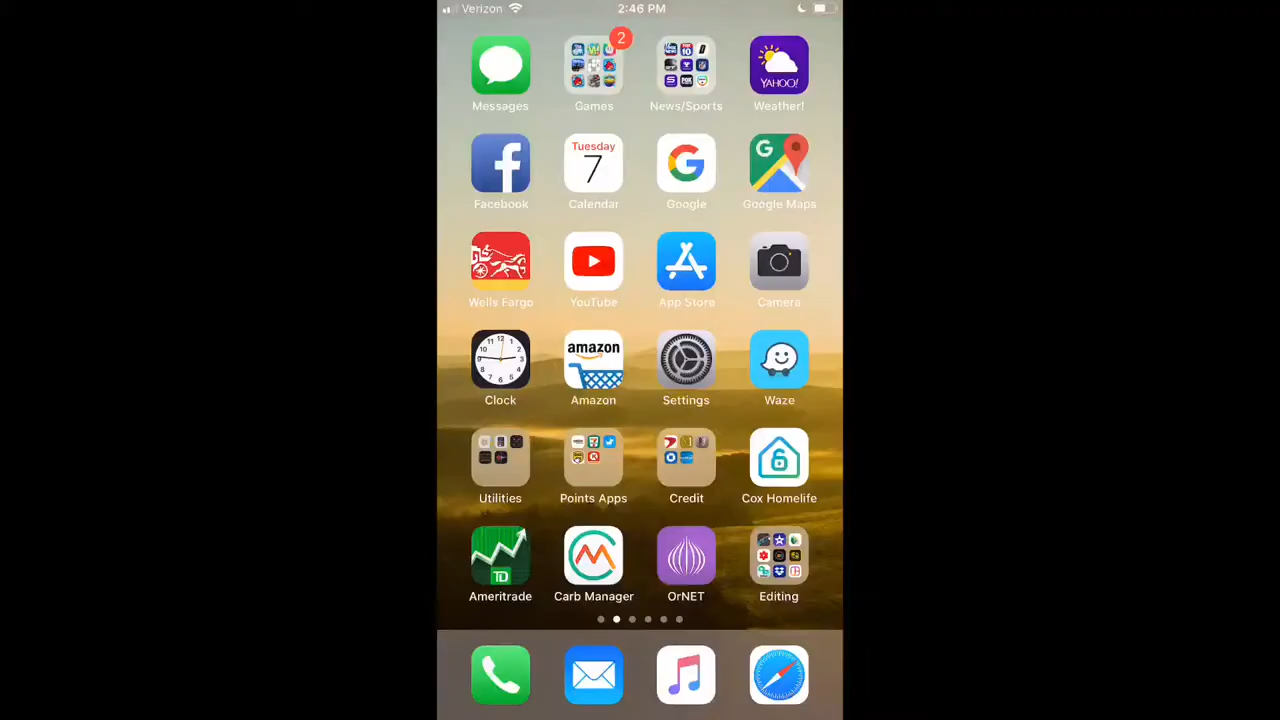 Verizon 2:46 PM
2
YAHOO!
Messages Games News/Sports Weather!
Tuesday
7
G
Facebook Calendar Google Google Maps
Wells Fargo YouTube App Store Camera
amazon
Clock Amazon Settings Waze
Utilities Points Apps Credit Cox Homelife
TD
Ameritrade Carb Manager OrNET Editing